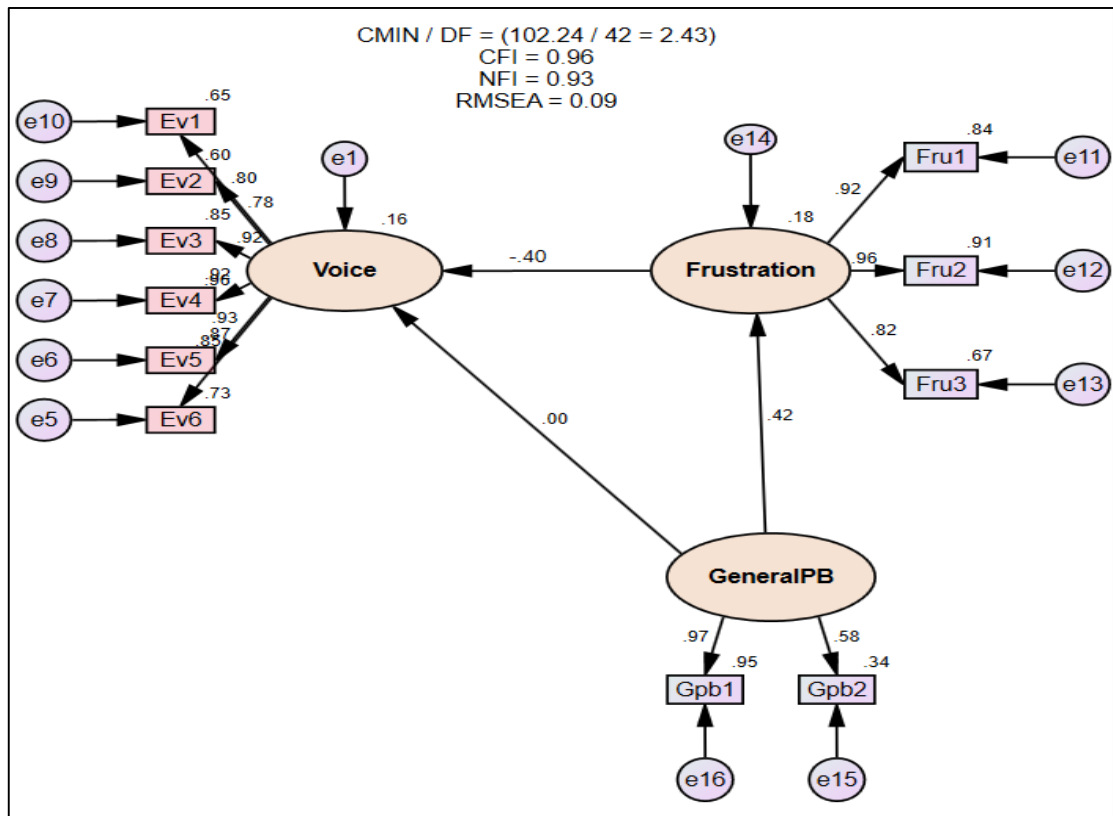 CMIN / DF = (102.24 / 42 = 2.43)
CFI = 0.96
NFI = 0.93
RMSEA = 0.09
e10
Ev1
.65
e9
Ev2
.60
.80
.78
e8
Ev3
.85
.92
e7
Ev4
.92
.96
e6
Ev5
.93
.87
.85
e5
Ev6
.73
e1
.16
Voice
-.40
e14
.18
Frustration
.92
Fru1
.84
e11
.96
Fru2
.91
e12
.82
Fru3
.67
e13
.00
.42
GeneralPB
.97
.58
Gpb1
.95
Gpb2
.34
e16
e15